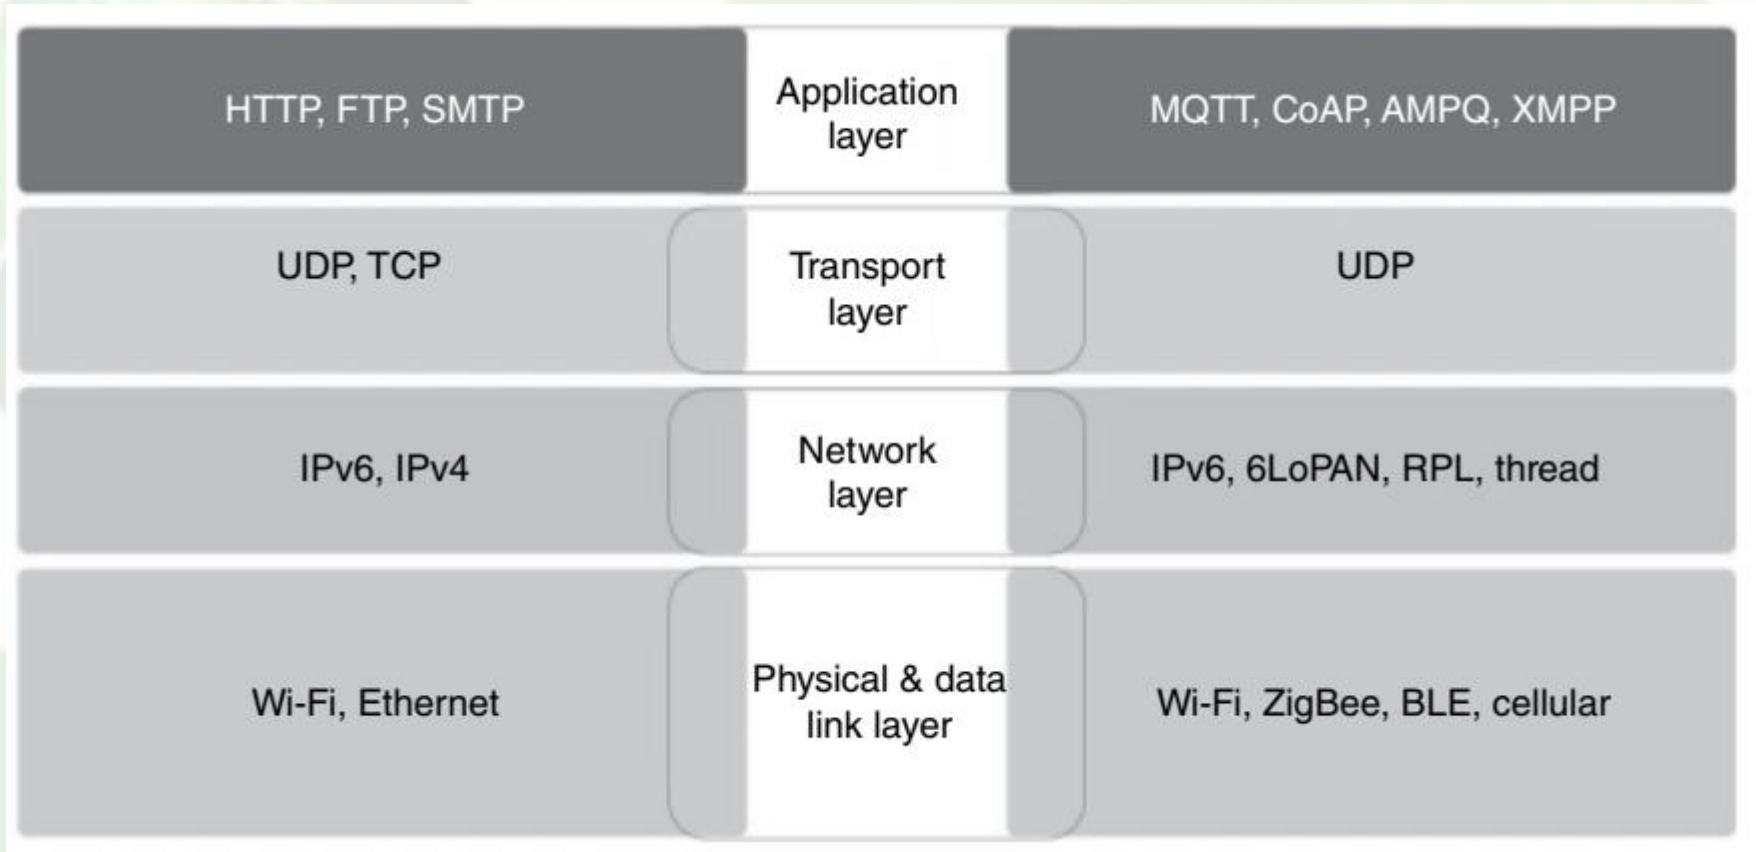 HTTP, FTP, SMTP
Application
layer
MQTT, CoAP, AMPQ, XMPP
UDP, TCP
Transport
layer
UDP
IPv6, IPv4
Network
layer
IPv6, 6LoPAN, RPL, thread
Wi-Fi, Ethernet
Physical & data
link layer
Wi-Fi, ZigBee, BLE, cellular